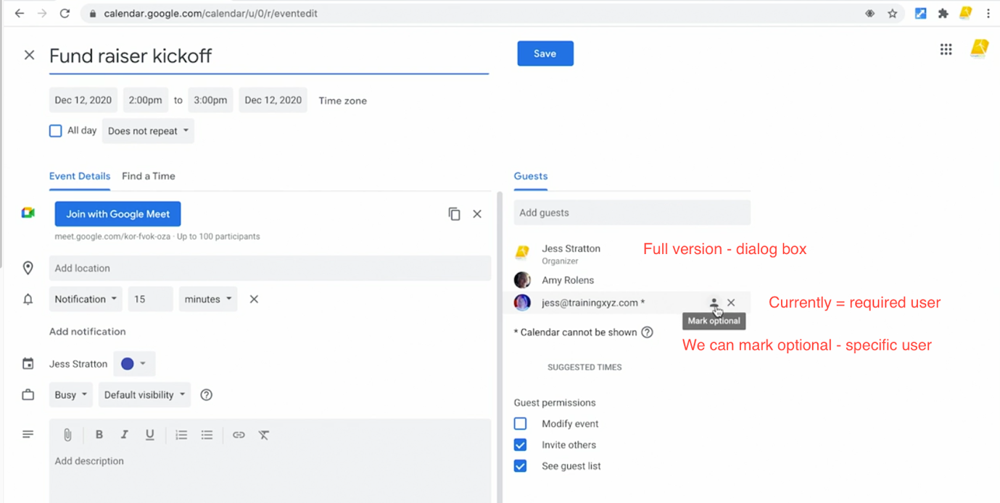 calendar.google.com/calendar/u/0/r/eventedit
Fund raiser kickoff
Save
Dec 12, 2020 2:00pm to 3:00pm Dec 12, 2020 Time zone
All day Does not repeat
Event Details Find a Time
Guests
Join with Google Meet
meet.google.com/kor-fvok-oza · Up to 100 participants
Add guests
Jess Stratton
Organizer
Full version - dialog box
Add location
Amy Rolens
Notification 15 minutes
jess@trainingxyz.com *
Currently = required user
Mark optional
Add notification
* Calendar cannot be shown ?
We can mark optional - specific user
Jess Stratton
SUGGESTED TIMES
Busy Default visibility ?
Guest permissions
Modify event
B I U
Invite others
Add description
See guest list